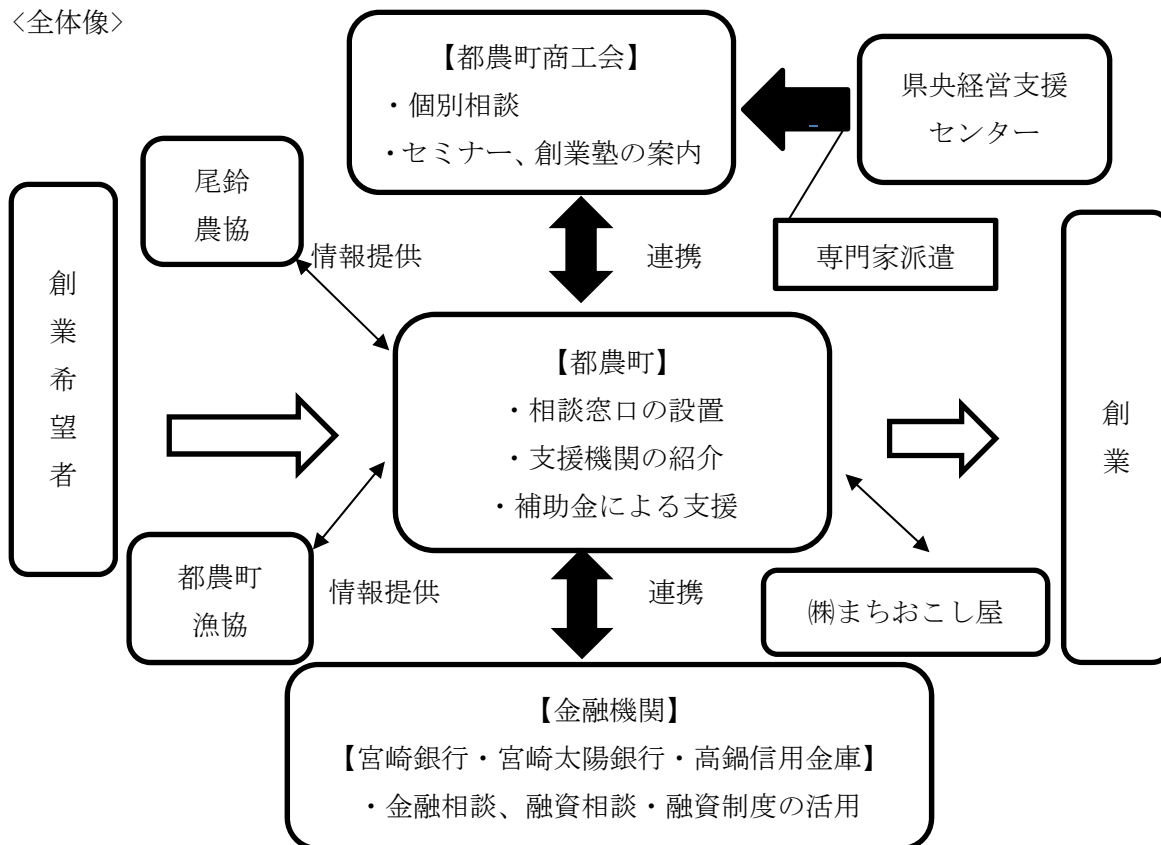 <全体像>
【都農町商工会】
・個別相談
・セミナー、創業塾の案内
県央経営支援
センター
専門家派遣
尾鈴
農協
情報提供
連携
創業希望者
【都農町】
・相談窓口の設置
・支援機関の紹介
・補助金による支援
創業
都農町
漁協
情報提供
連携
㈱まちおこし屋
【金融機関】
【宮崎銀行・宮崎太陽銀行・高鍋信用金庫】
・金融相談、融資相談・融資制度の活用